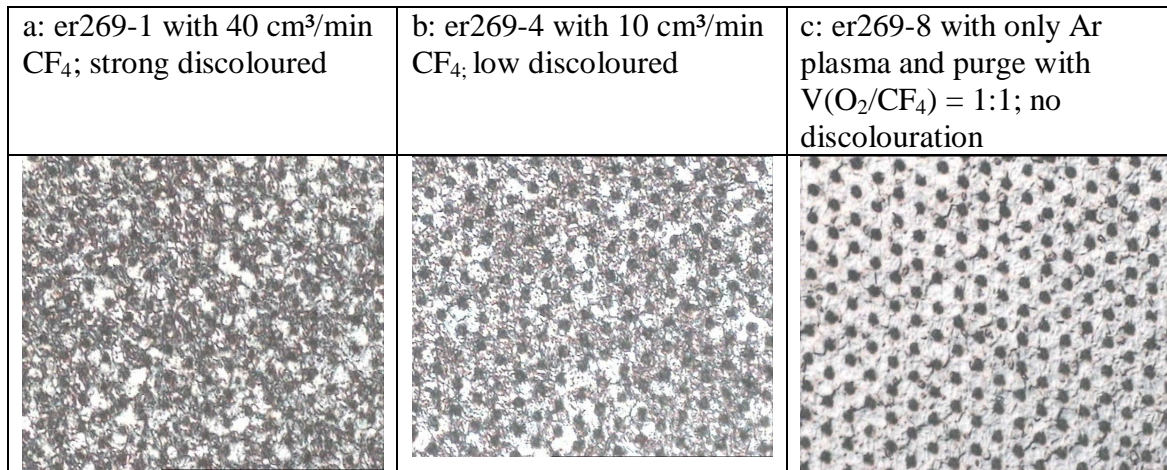 a: er269-1 with 40 cm³/min
CF₄; strong discoloured
b: er269-4 with 10 cm³/min
CF₄; low discoloured
c: er269-8 with only Ar
plasma and purge with
V(O₂/CF₄) = 1:1; no
discolouration